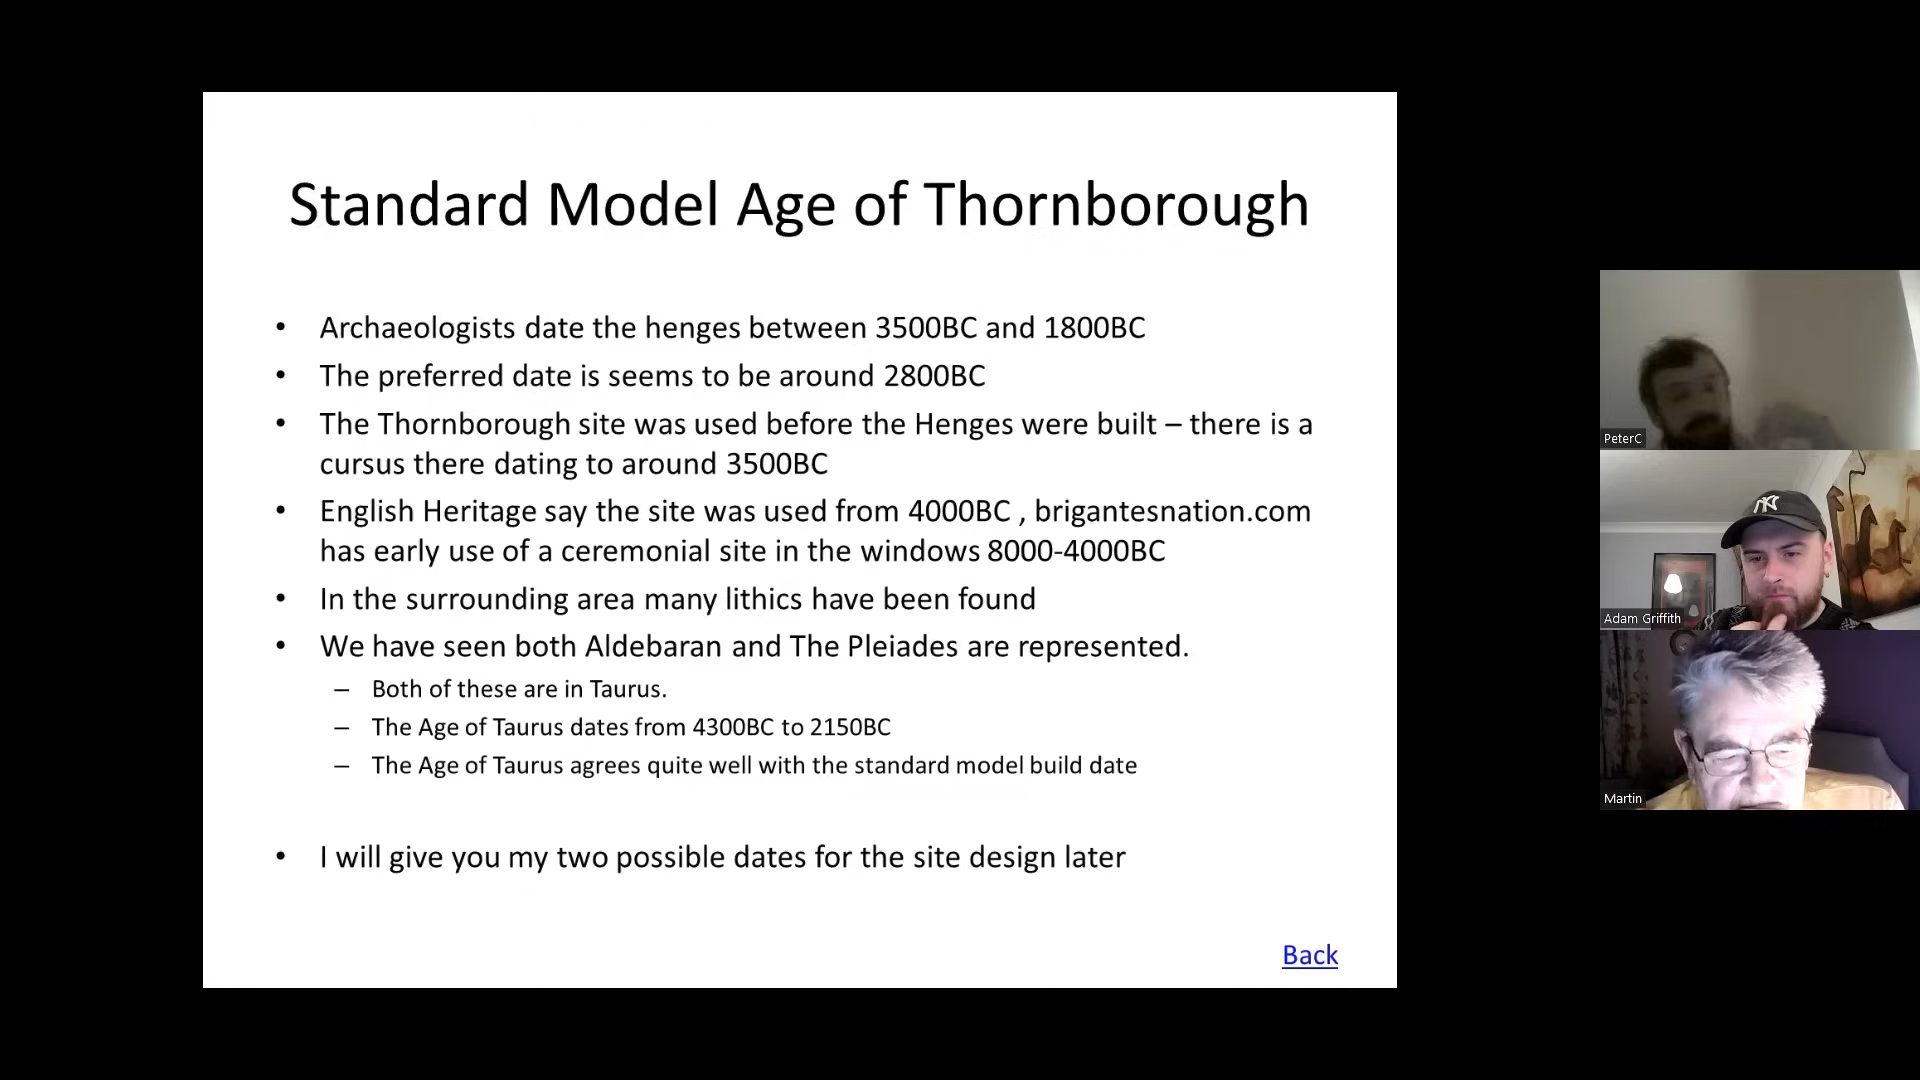 Standard Model Age of Thornborough
• Archaeologists date the henges between 3500BC and 1800BC
• The preferred date is seems to be around 2800BC
• The Thornborough site was used before the Henges were built – there is a
cursus there dating to around 3500BC
• English Heritage say the site was used from 4000BC , brigantesnation.com
has early use of a ceremonial site in the windows 8000-4000BC
• In the surrounding area many lithics have been found
• We have seen both Aldebaran and The Pleiades are represented.
– Both of these are in Taurus.
– The Age of Taurus dates from 4300BC to 2150BC
– The Age of Taurus agrees quite well with the standard model build date
• I will give you my two possible dates for the site design later
Back
PeterC
NY
Adam Griffith
Martin